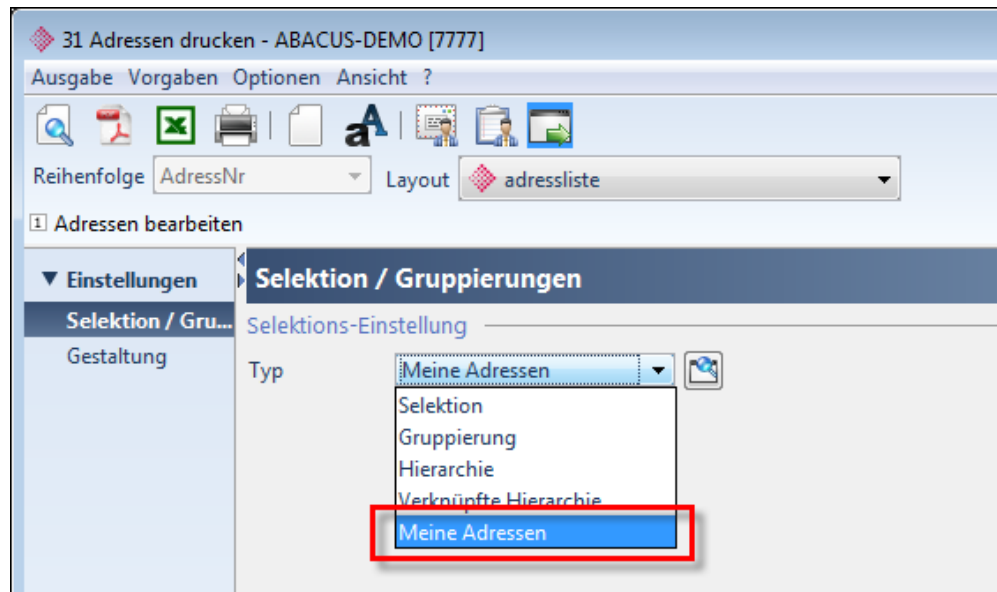 31 Adressen drucken - ABACUS-DEMO [7777]
Ausgabe Vorgaben Optionen Ansicht ?
Reihenfolge AdressNr Layout adressliste
1 Adressen bearbeiten
Einstellungen
Selektion / Gru...
Gestaltung
Selektion / Gruppierungen
Selektions-Einstellung
Typ Meine Adressen
Selektion
Gruppierung
Hierarchie
Verknüpfte Hierarchie
Meine Adressen